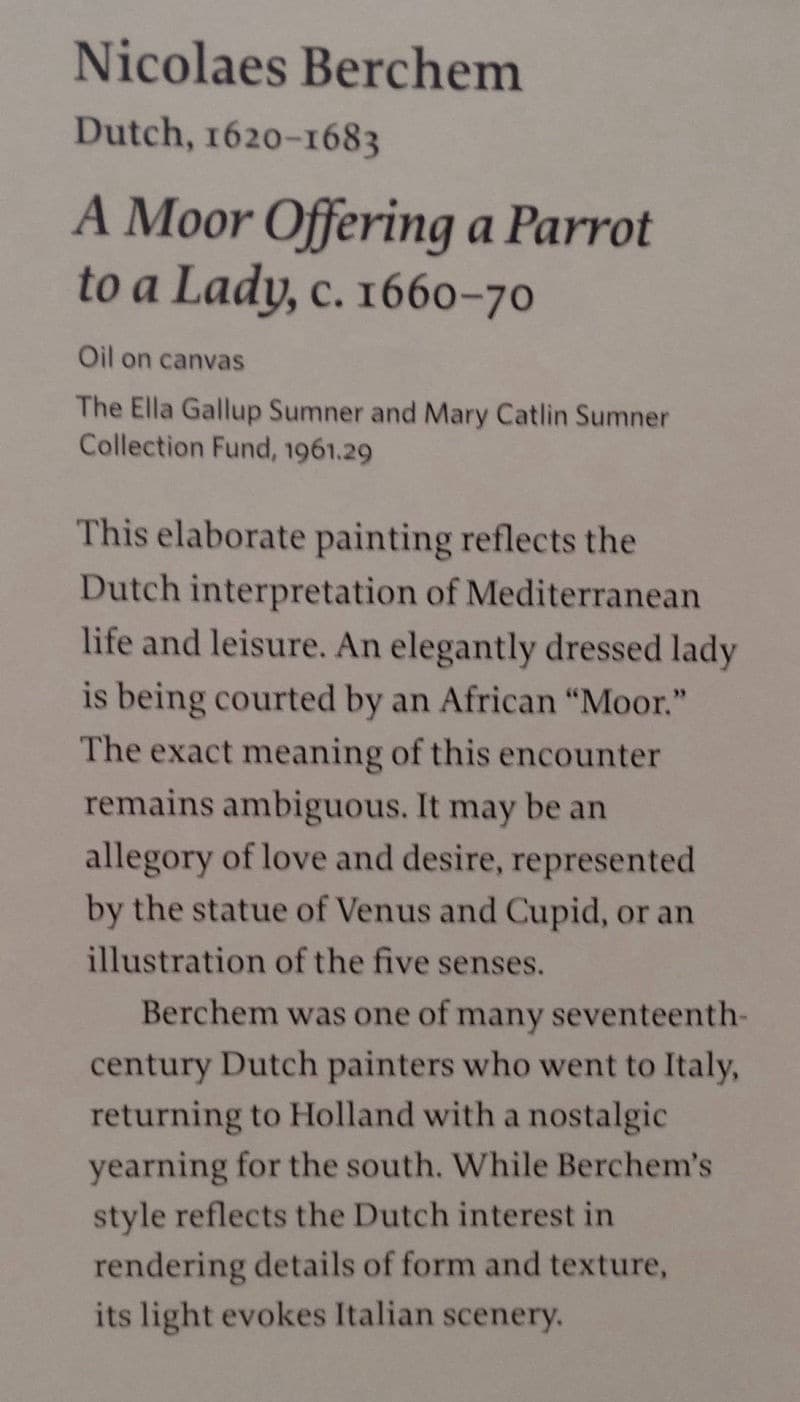 Nicolaes Berchem
Dutch, 1620–1683
A Moor Offering a Parrot
to a Lady, c. 1660–70
Oil on canvas
The Ella Gallup Sumner and Mary Catlin Sumner
Collection Fund, 1961.29
This elaborate painting reflects the
Dutch interpretation of Mediterranean
life and leisure. An elegantly dressed lady
is being courted by an African “Moor.”
The exact meaning of this encounter
remains ambiguous. It may be an
allegory of love and desire, represented
by the statue of Venus and Cupid, or an
illustration of the five senses.
Berchem was one of many seventeenth-
century Dutch painters who went to Italy,
returning to Holland with a nostalgic
yearning for the south. While Berchem’s
style reflects the Dutch interest in
rendering details of form and texture,
its light evokes Italian scenery.